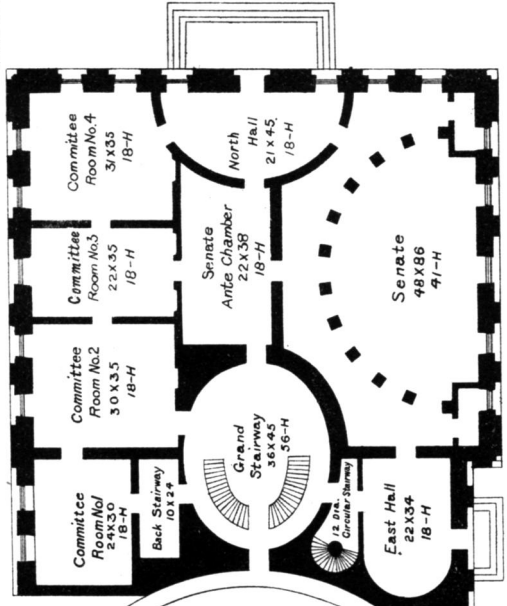 Committee
Room No.4
31X35
18-H
North
Hall
21X45.
18-H
Committee
Room No.3
22X35
18-H
Senate
Ante Chamber
22X38
18-H
Senate
48X86
41-H
Committee
Room No.2
30X35
18-H
Grand
Stairway
36X45
56-H
Committee
Room No1
24X30
18-H
Back Stairway
10X24
12 Dia.
Circular Stairway
East Hall
22X34
18-H